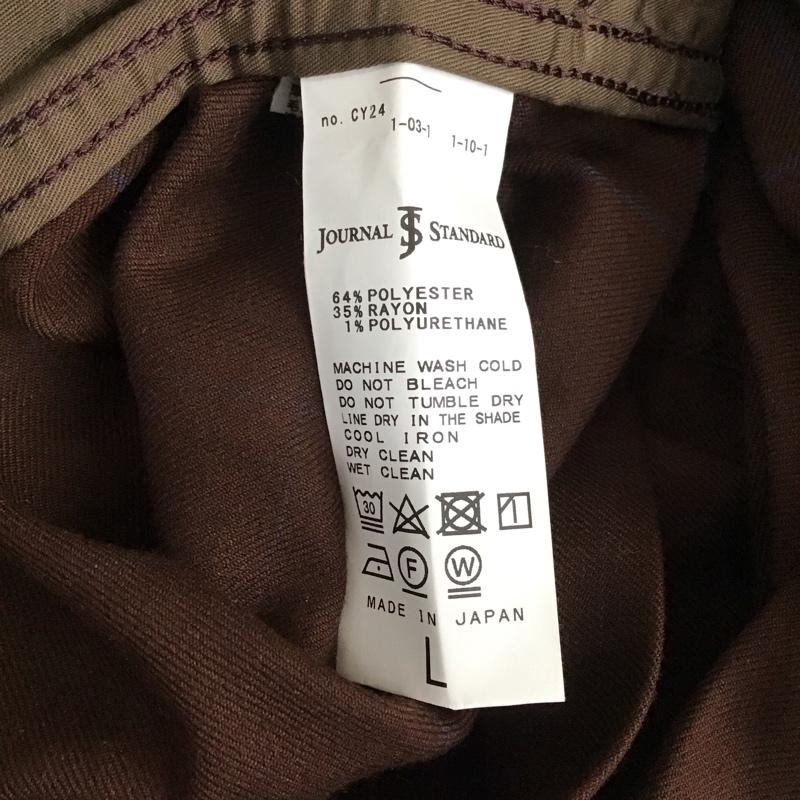 no. CY24 1-03-1 1-10-1
JOURNAL JS STANDARD
64% POLYESTER
35% RAYON
1% POLYURETHANE
MACHINE WASH COLD
DO NOT BLEACH
DO NOT TUMBLE DRY
LINE DRY IN THE SHADE
COOL IRON
DRY CLEAN
WET CLEAN
30
F W
MADE IN JAPAN
L